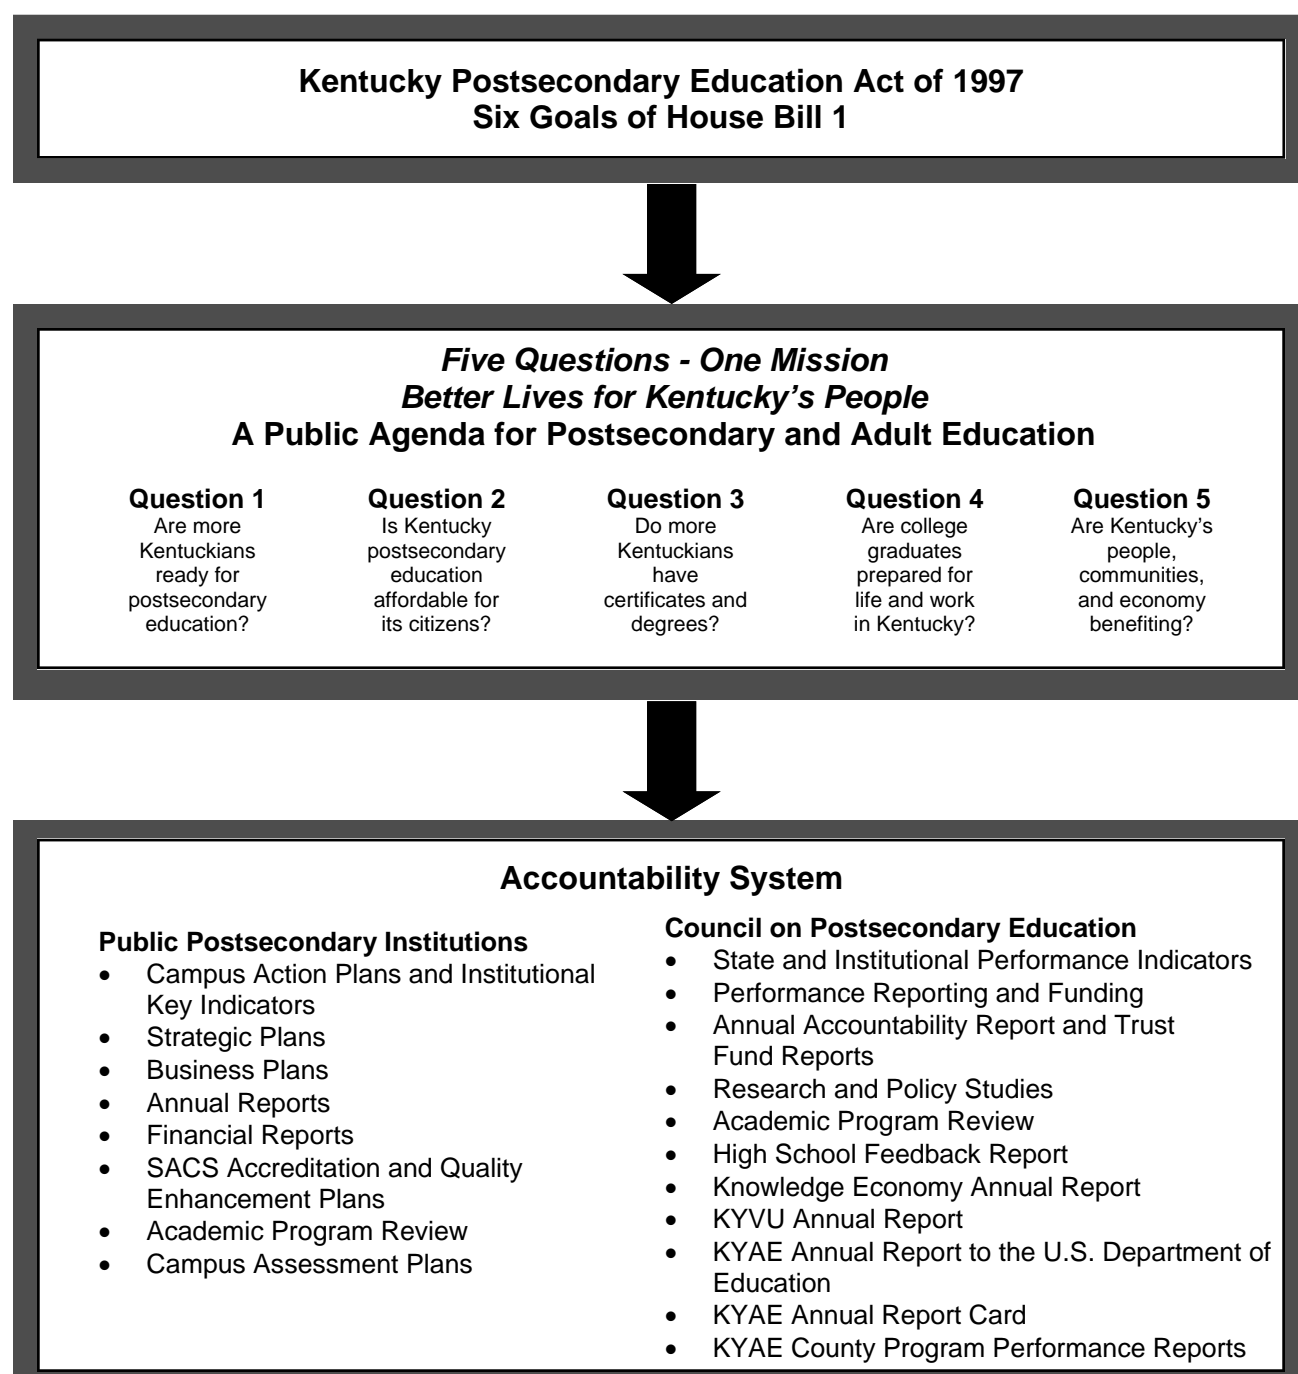 Kentucky Postsecondary Education Act of 1997
Six Goals of House Bill 1
Five Questions - One Mission
Better Lives for Kentucky’s People
A Public Agenda for Postsecondary and Adult Education
Question 1
Are more
Kentuckians
ready for
postsecondary
education?
Question 2
Is Kentucky
postsecondary
education
affordable for
its citizens?
Question 3
Do more
Kentuckians
have
certificates and
degrees?
Question 4
Are college
graduates
prepared for
life and work
in Kentucky?
Question 5
Are Kentucky’s
people,
communities,
and economy
benefiting?
Accountability System
Public Postsecondary Institutions
• Campus Action Plans and Institutional
Key Indicators
• Strategic Plans
• Business Plans
• Annual Reports
• Financial Reports
• SACS Accreditation and Quality
Enhancement Plans
• Academic Program Review
• Campus Assessment Plans
Council on Postsecondary Education
• State and Institutional Performance Indicators
• Performance Reporting and Funding
• Annual Accountability Report and Trust
Fund Reports
• Research and Policy Studies
• Academic Program Review
• High School Feedback Report
• Knowledge Economy Annual Report
• KYVU Annual Report
• KYAE Annual Report to the U.S. Department of
Education
• KYAE Annual Report Card
• KYAE County Program Performance Reports